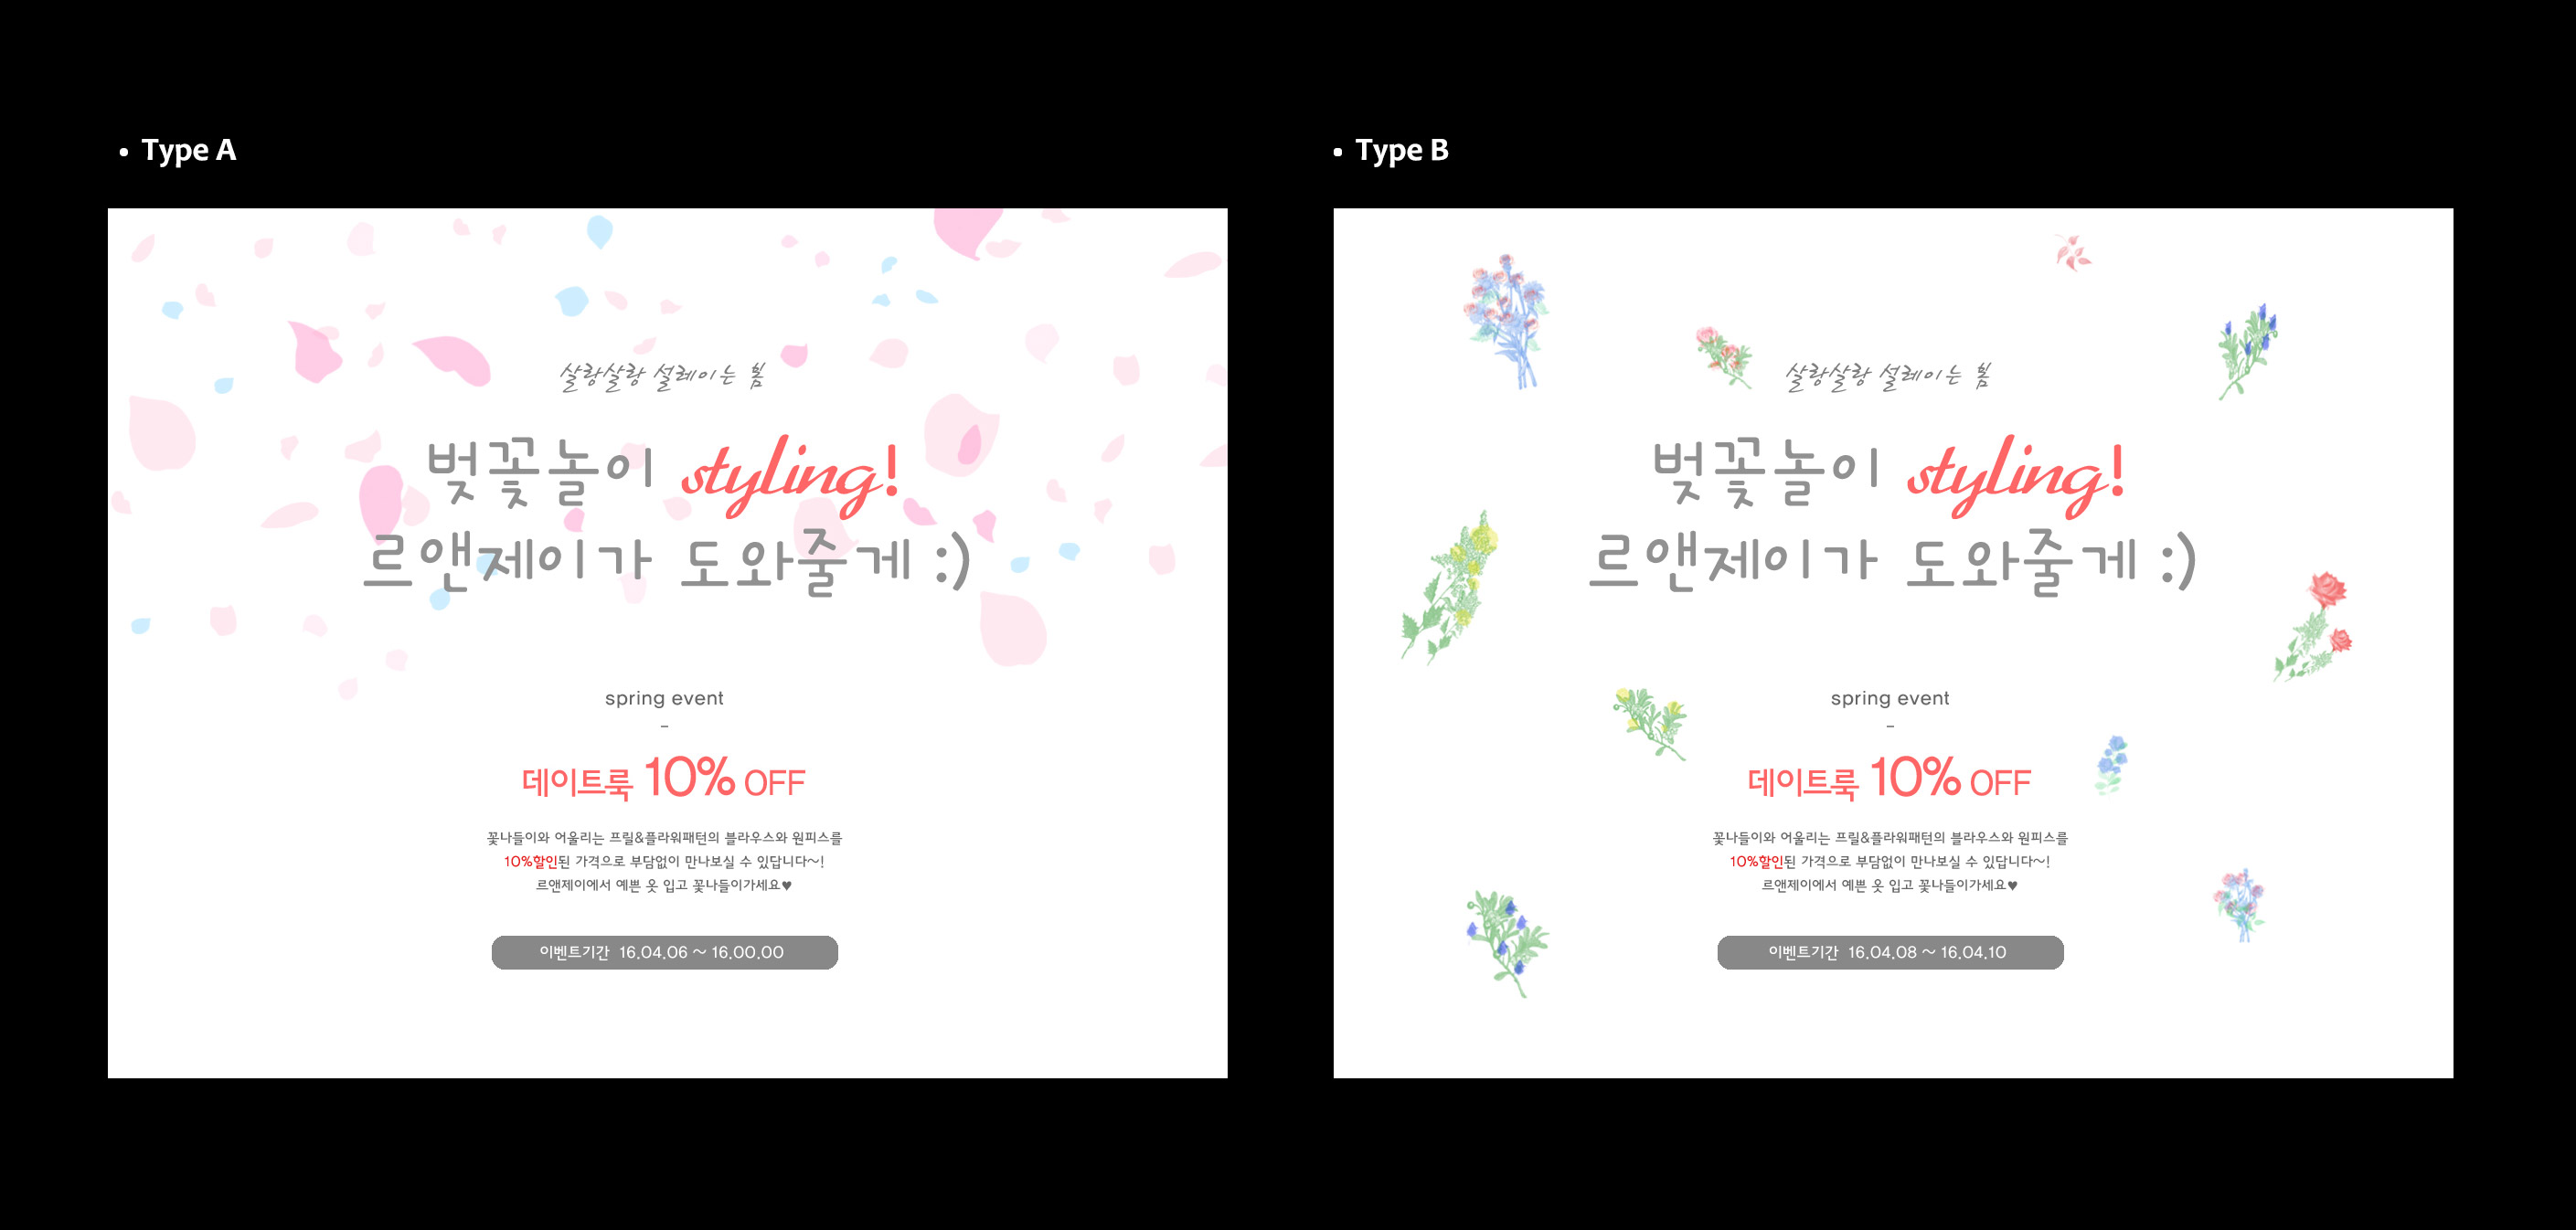 • Type A
살랑살랑 설레이는 봄
벚꽃놀이 styling!
르앤제이가 도와줄게 :)
spring event
–
데이트룩 10% OFF
꽃나들이와 어울리는 프릴&플라워패턴의 블라우스와 원피스를
10%할인된 가격으로 부담없이 만나보실 수 있답니다~!
르앤제이에서 예쁜 옷 입고 꽃나들이가세요♥
이벤트기간 16.04.06 ~ 16.00.00
• Type B
살랑살랑 설레이는 봄
벚꽃놀이 styling!
르앤제이가 도와줄게 :)
spring event
–
데이트룩 10% OFF
꽃나들이와 어울리는 프릴&플라워패턴의 블라우스와 원피스를
10%할인된 가격으로 부담없이 만나보실 수 있답니다~!
르앤제이에서 예쁜 옷 입고 꽃나들이가세요♥
이벤트기간 16.04.08 ~ 16.04.10